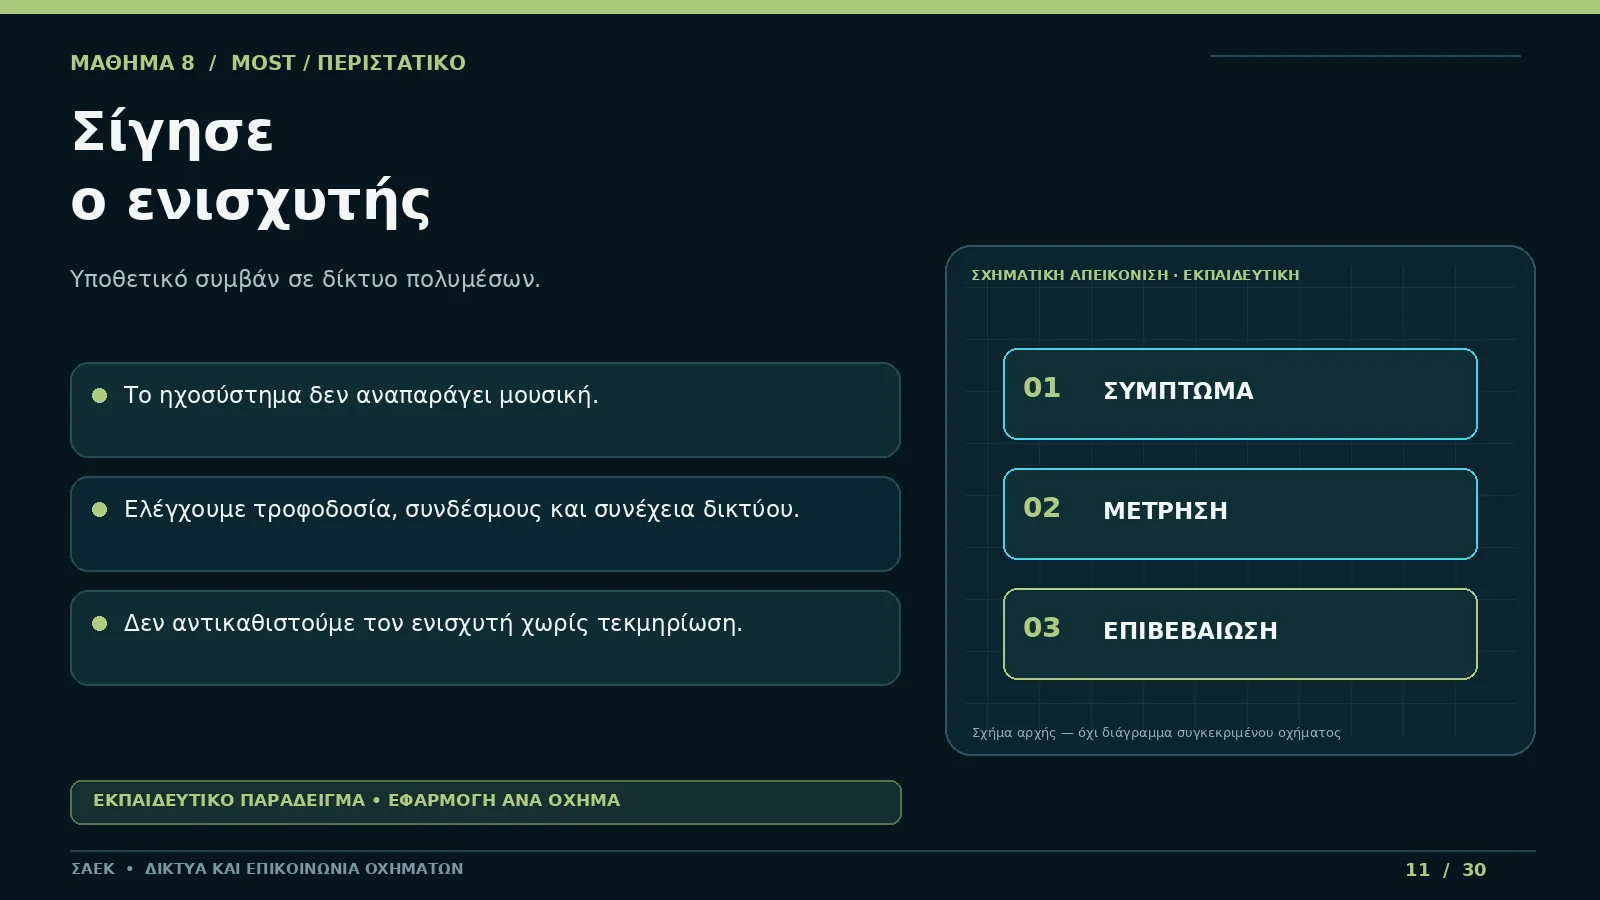 ΜΑΘΗΜΑ 8 / MOST / ΠΕΡΙΣΤΑΤΙΚΟ
Σίγησε
ο ενισχυτής
Υποθετικό συμβάν σε δίκτυο πολυμέσων.
Το ηχοσύστημα δεν αναπαράγει μουσική.
Ελέγχουμε τροφοδοσία, συνδέσμους και συνέχεια δικτύου.
Δεν αντικαθιστούμε τον ενισχυτή χωρίς τεκμηρίωση.
ΣΧΗΜΑΤΙΚΗ ΑΠΕΙΚΟΝΙΣΗ · ΕΚΠΑΙΔΕΥΤΙΚΗ
01 ΣΥΜΠΤΩΜΑ
02 ΜΕΤΡΗΣΗ
03 ΕΠΙΒΕΒΑΙΩΣΗ
Σχήμα αρχής — όχι διάγραμμα συγκεκριμένου οχήματος
ΕΚΠΑΙΔΕΥΤΙΚΟ ΠΑΡΑΔΕΙΓΜΑ • ΕΦΑΡΜΟΓΗ ΑΝΑ ΟΧΗΜΑ
ΣΑΕΚ • ΔΙΚΤΥΑ ΚΑΙ ΕΠΙΚΟΙΝΩΝΙΑ ΟΧΗΜΑΤΩΝ
11 / 30